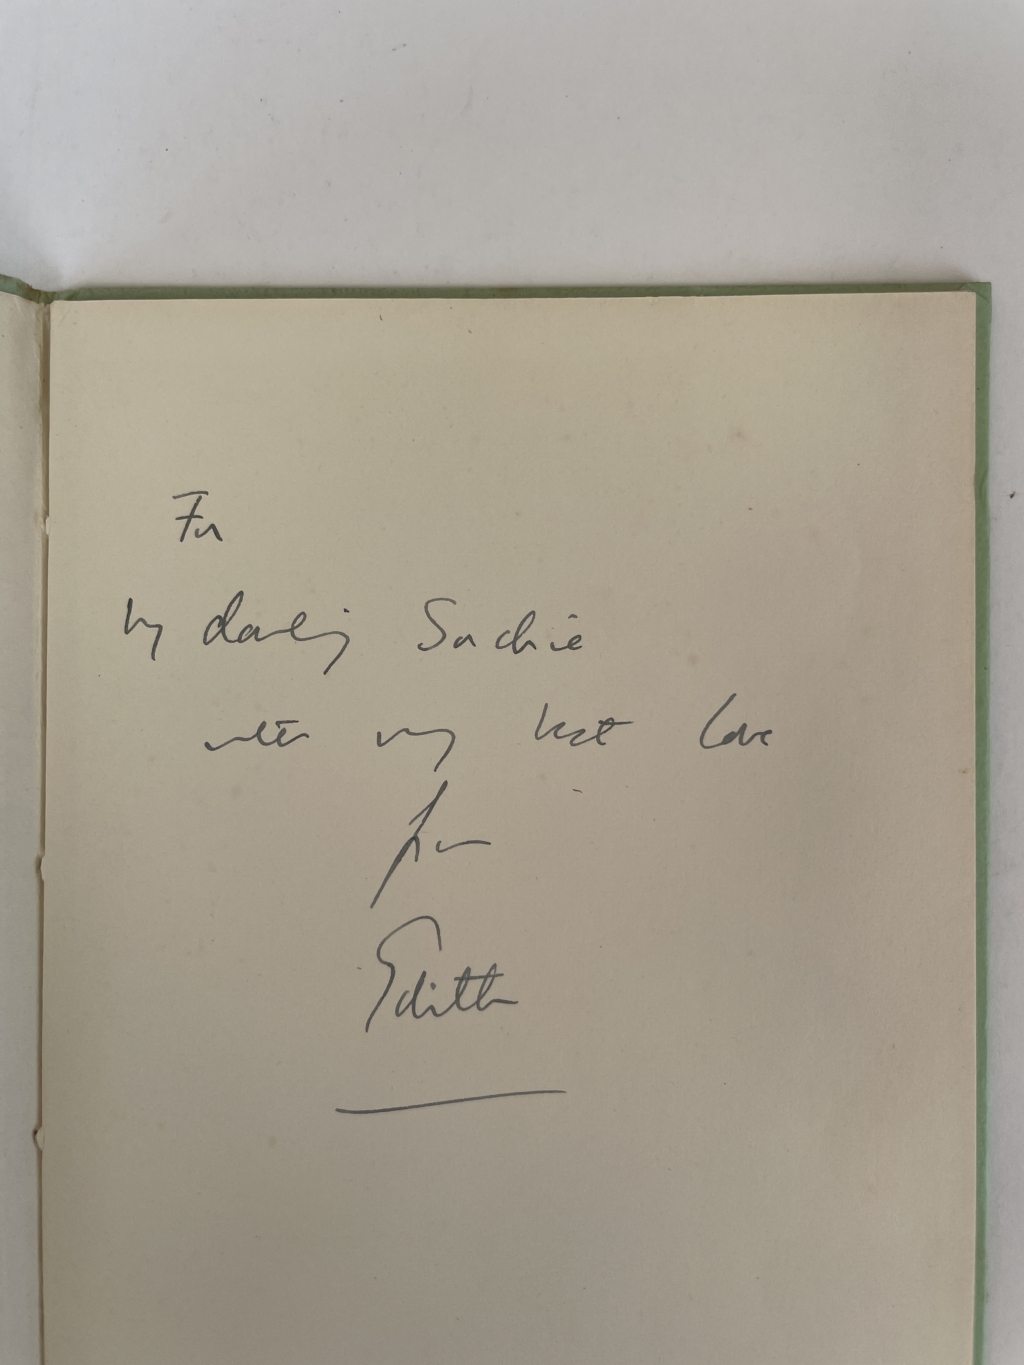 For
my darling Sachie
with my best love
from
Edith